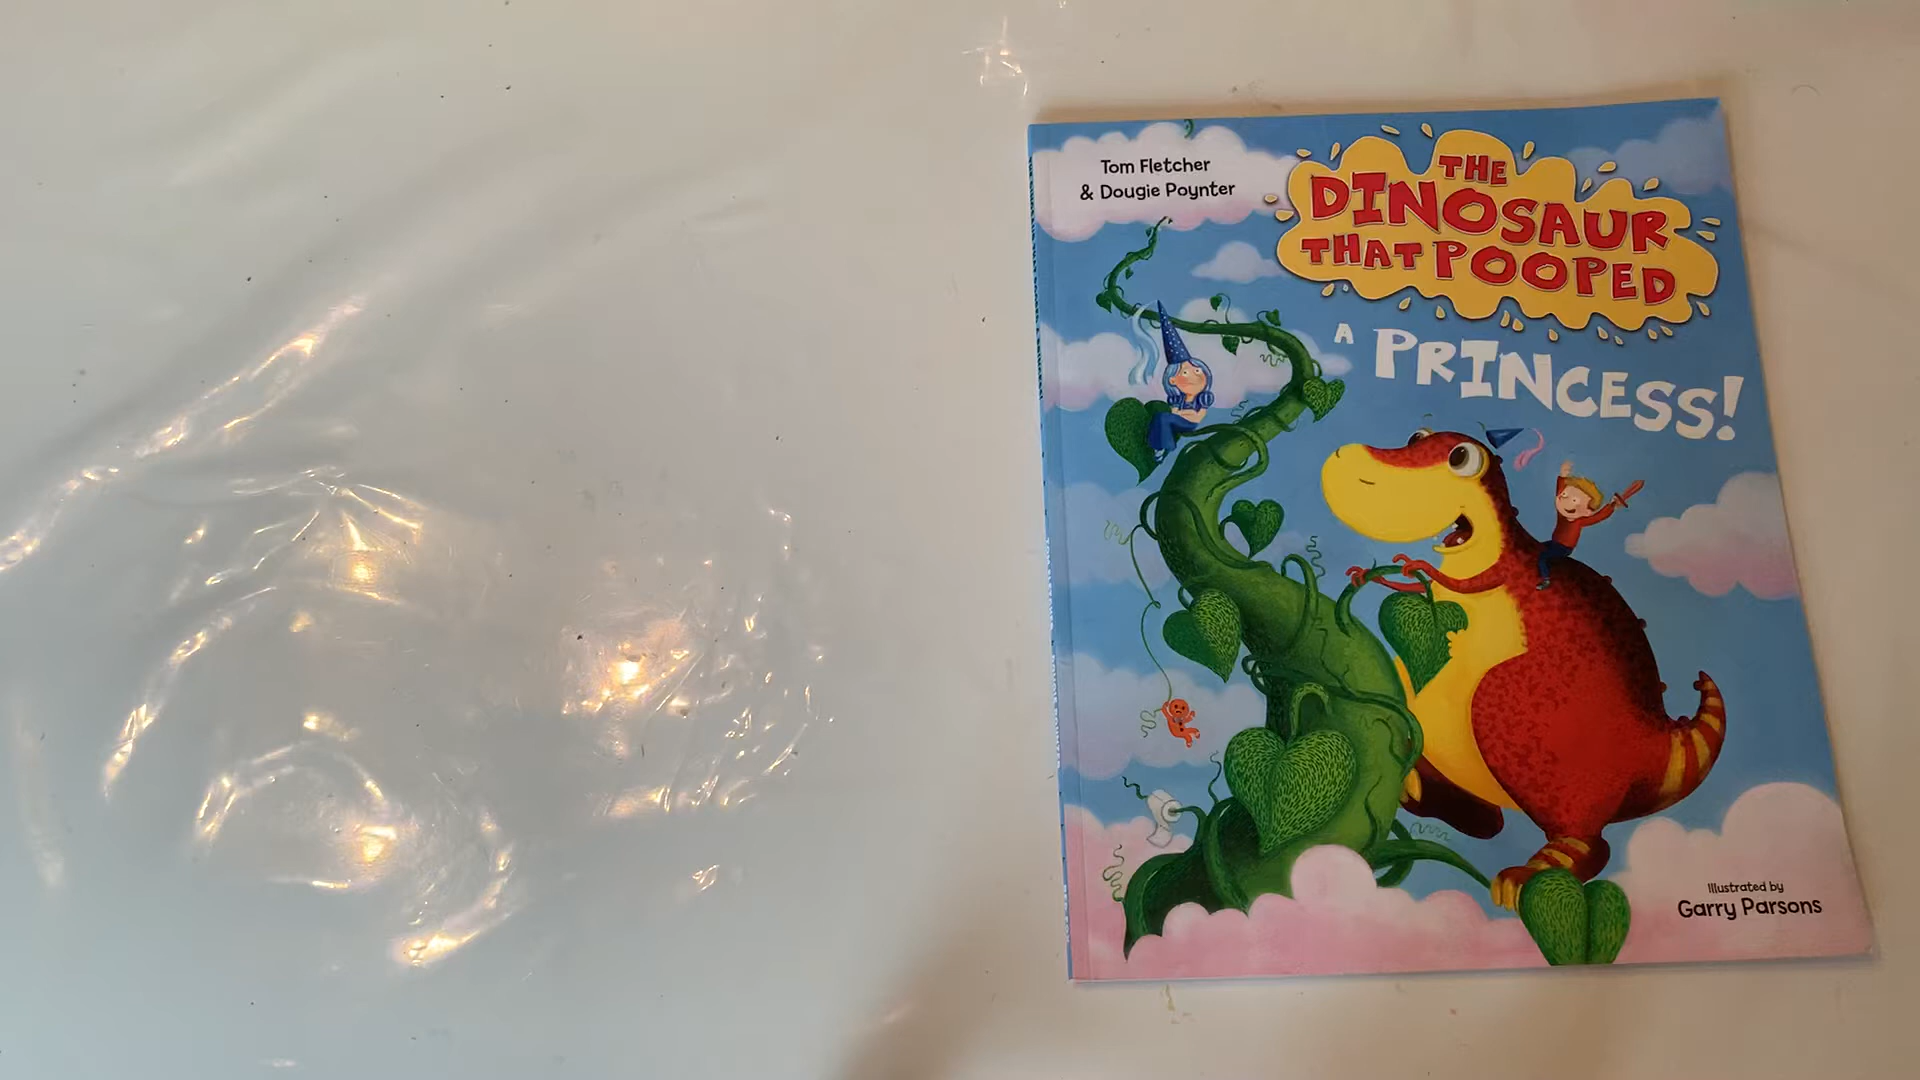 Tom Fletcher
& Dougie Poynter
THE
DINOSAUR
THAT POOPED
A PRINCESS!
Illustrated by
Garry Parsons